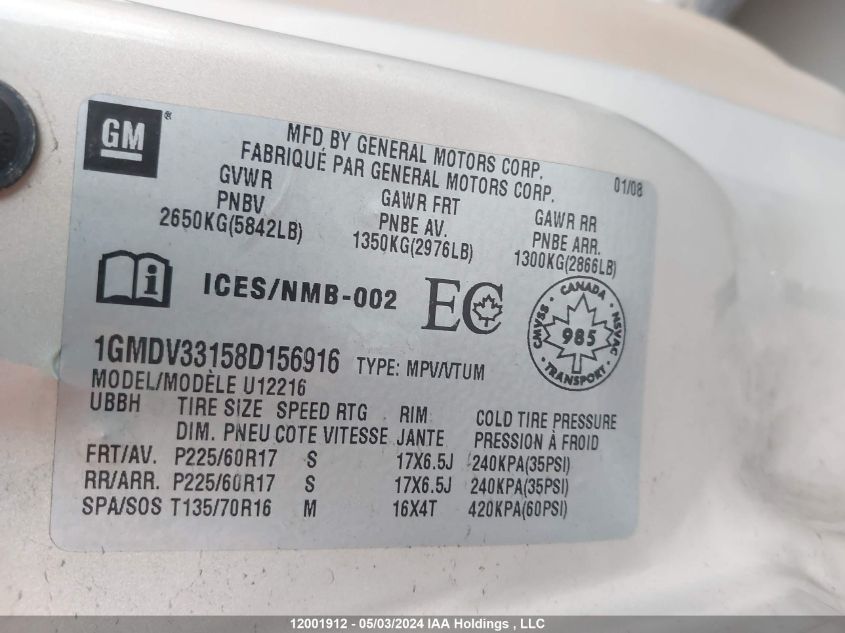 GM®
MFD BY GENERAL MOTORS CORP.
FABRIQUÉ PAR GENERAL MOTORS CORP.
01/08
GVWR
PNBV
2650KG(5842LB)
GAWR FRT
PNBE AV.
1350KG(2976LB)
GAWR RR
PNBE ARR.
1300KG(2866LB)
i
ICES/NMB-002
EC
CANADA
CMVSS
985
NSVAC
TRANSPORT
1GMDV33158D156916 TYPE: MPV/VTUM
MODEL/MODÈLE U12216
UBBH TIRE SIZE SPEED RTG RIM COLD TIRE PRESSURE
DIM. PNEU COTE VITESSE JANTE PRESSION À FROID
FRT/AV. P225/60R17 S 17X6.5J 240KPA(35PSI)
RR/ARR. P225/60R17 S 17X6.5J 240KPA(35PSI)
SPA/SOS T135/70R16 M 16X4T 420KPA(60PSI)
12001912 - 05/03/2024 IAA Holdings , LLC